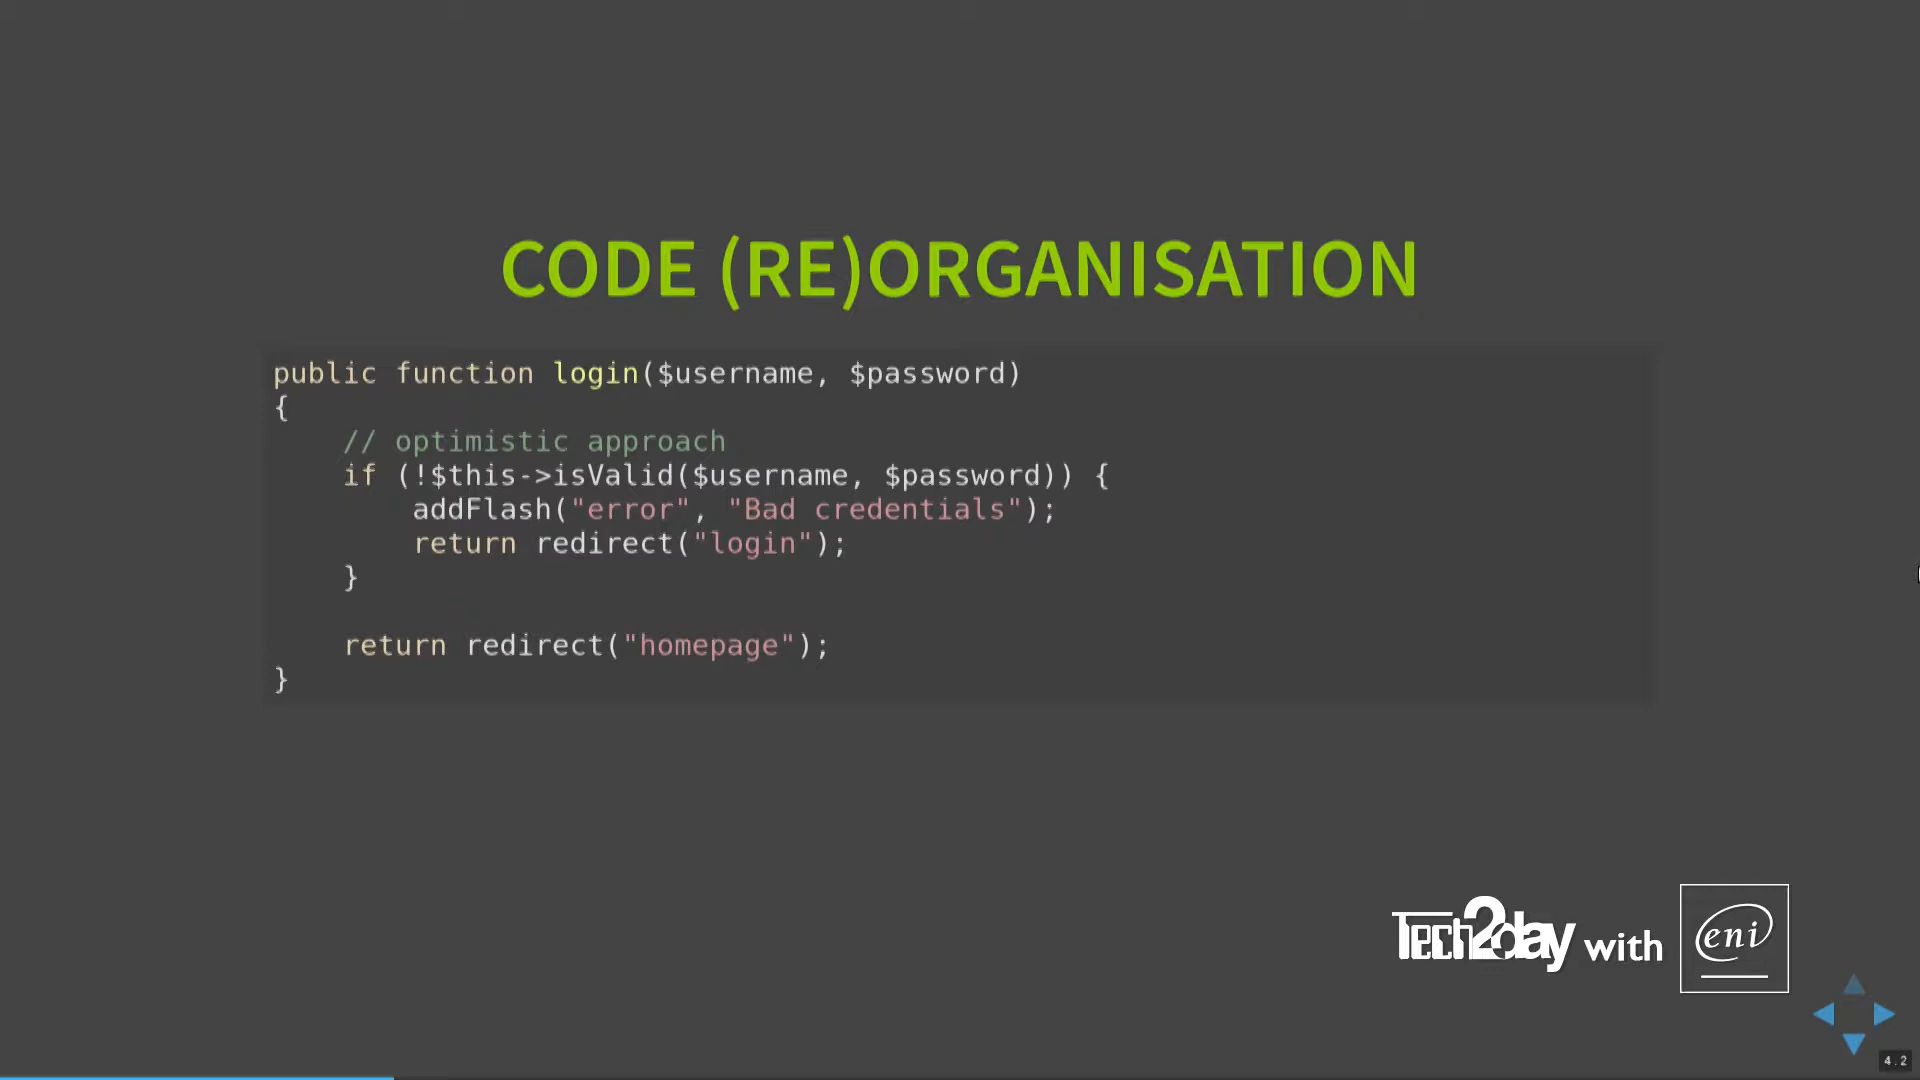 CODE (RE)ORGANISATION
public function login($username, $password)
{
    // optimistic approach
    if (!$this->isValid($username, $password)) {
        addFlash("error", "Bad credentials");
        return redirect("login");
    }

    return redirect("homepage");
}
Tech2day with eni
4.2